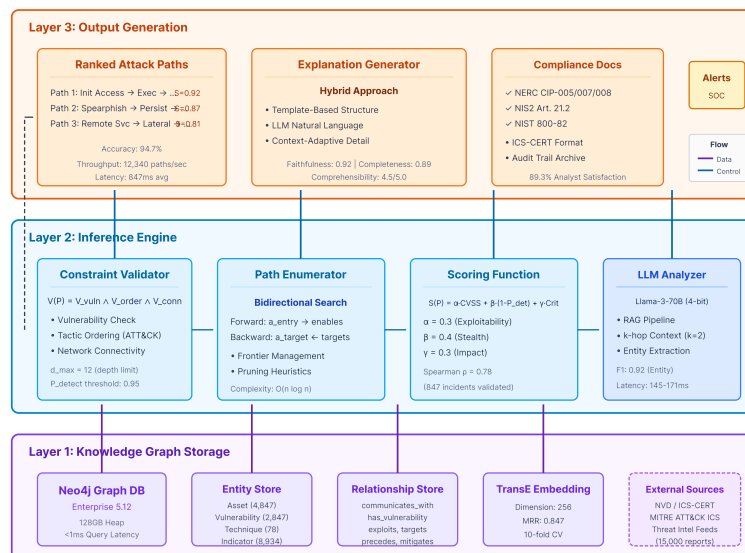 Layer 3: Output Generation
Ranked Attack Paths
Path 1: Init Access → Exec → ... S=0.92
Path 2: Spearphish → Persist → S=0.87
Path 3: Remote Svc → Lateral → S=0.81
Accuracy: 94.7%
Throughput: 12,340 paths/sec
Latency: 847ms avg
Explanation Generator
Hybrid Approach
• Template-Based Structure
• LLM Natural Language
• Context-Adaptive Detail
Faithfulness: 0.92 | Completeness: 0.89
Comprehensibility: 4.5/5.0
Compliance Docs
✓ NERC CIP-005/007/008
✓ NIS2 Art. 21.2
✓ NIST 800-82
• ICS-CERT Format
• Audit Trail Archive
89.3% Analyst Satisfaction
Alerts
SOC
Flow
Data
Control
Layer 2: Inference Engine
Constraint Validator
V(P) = V_vuln ∧ V_order ∧ V_conn
• Vulnerability Check
• Tactic Ordering (ATT&CK)
• Network Connectivity
d_max = 12 (depth limit)
P_detect threshold: 0.95
Path Enumerator
Bidirectional Search
Forward: a_entry → enables
Backward: a_target ← targets
• Frontier Management
• Pruning Heuristics
Complexity: O(n log n)
Scoring Function
S(P) = α·CVSS + β·(1-P_det) + γ·Crit
α = 0.3 (Exploitability)
β = 0.4 (Stealth)
γ = 0.3 (Impact)
Spearman ρ = 0.78
(847 incidents validated)
LLM Analyzer
Llama-3-70B (4-bit)
• RAG Pipeline
• k-hop Context (k=2)
• Entity Extraction
F1: 0.92 (Entity)
Latency: 145-171ms
Layer 1: Knowledge Graph Storage
Neo4j Graph DB
Enterprise 5.12
128GB Heap
<1ms Query Latency
Entity Store
Asset (4,847)
Vulnerability (2,847)
Technique (78)
Indicator (8,934)
Relationship Store
communicates_with
has_vulnerability
exploits, targets
precedes, mitigates
TransE Embedding
Dimension: 256
MRR: 0.847
10-fold CV
External Sources
NVD / ICS-CERT
MITRE ATT&CK ICS
Threat Intel Feeds
(15,000 reports)